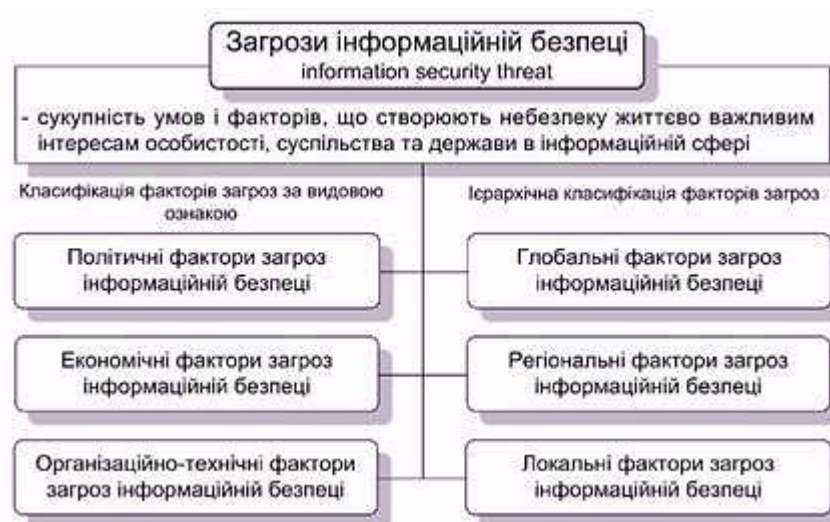 Загрози інформаційній безпеці
information security threat
- сукупність умов і факторів, що створюють небезпеку життєво важливим
інтересам особистості, суспільства та держави в інформаційній сфері
Класифікація факторів загроз за видовою
ознакою
Ієрархічна класифікація факторів загроз
Політичні фактори загроз
інформаційній безпеці
Глобальні фактори загроз
інформаційній безпеці
Економічні фактори загроз
інформаційній безпеці
Регіональні фактори загроз
інформаційній безпеці
Організаційно-технічні фактори
загроз інформаційній безпеці
Локальні фактори загроз
інформаційній безпеці